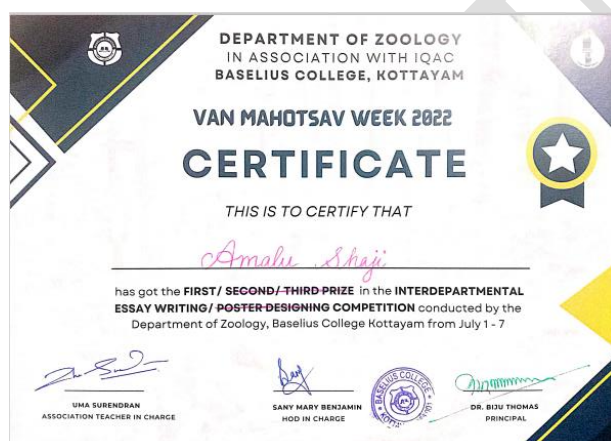 DEPARTMENT OF ZOOLOGY
IN ASSOCIATION WITH IQAC
BASELIUS COLLEGE, KOTTAYAM
VAN MAHOTSAV WEEK 2022
CERTIFICATE
THIS IS TO CERTIFY THAT
Amalu Shaji
has got the FIRST/ SECOND/ THIRD PRIZE in the INTERDEPARTMENTAL
ESSAY WRITING/ POSTER DESIGNING COMPETITION conducted by the
Department of Zoology, Baselius College Kottayam from July 1 - 7
UMA SURENDRAN
ASSOCIATION TEACHER IN CHARGE
SANY MARY BENJAMIN
HOD IN CHARGE
BASELIUS COLLEGE
DR. BIJU THOMAS
PRINCIPAL